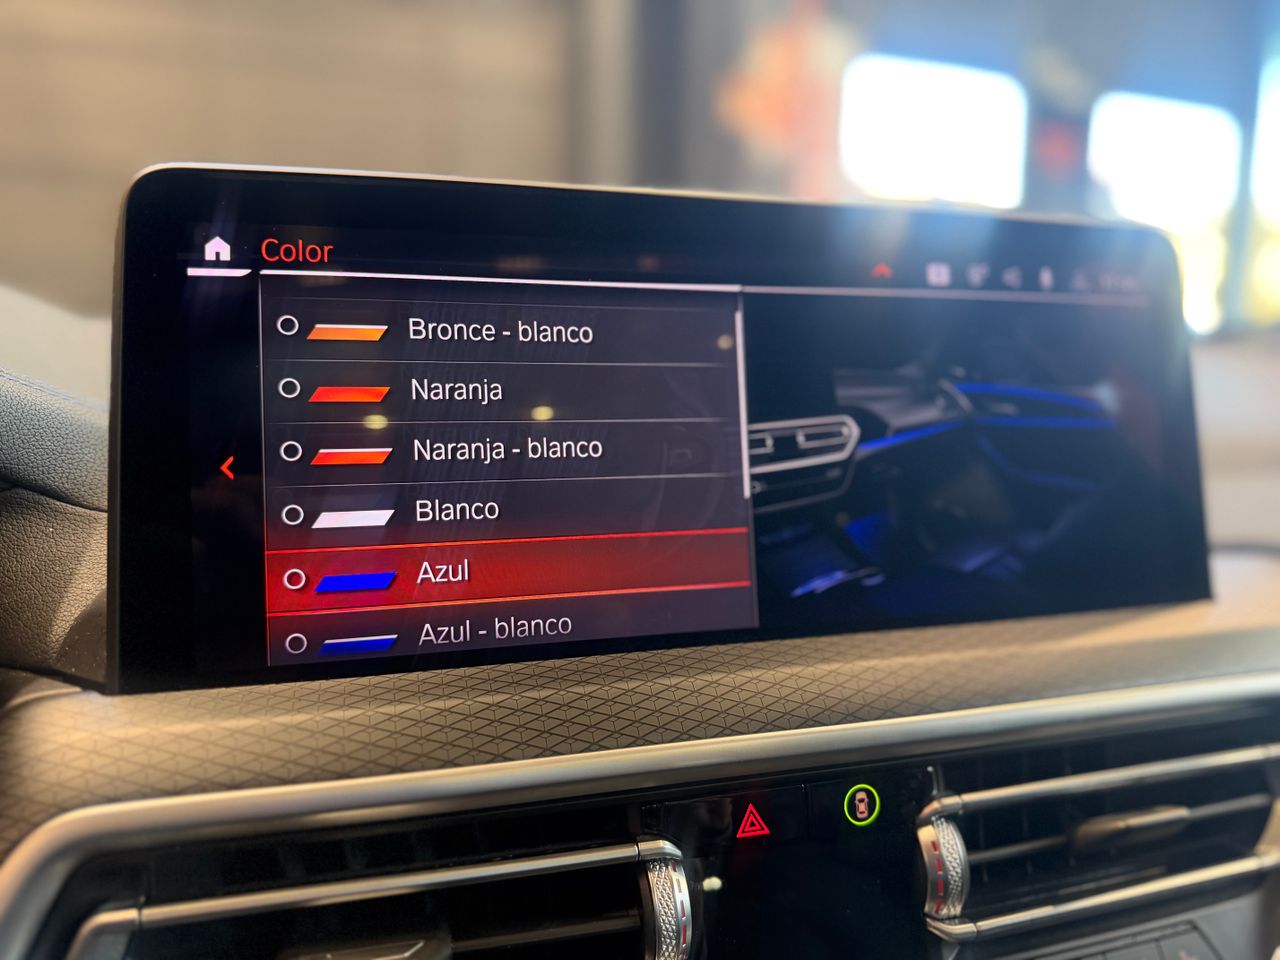 Color
Bronce - blanco
Naranja
Naranja - blanco
Blanco
Azul
Azul - blanco